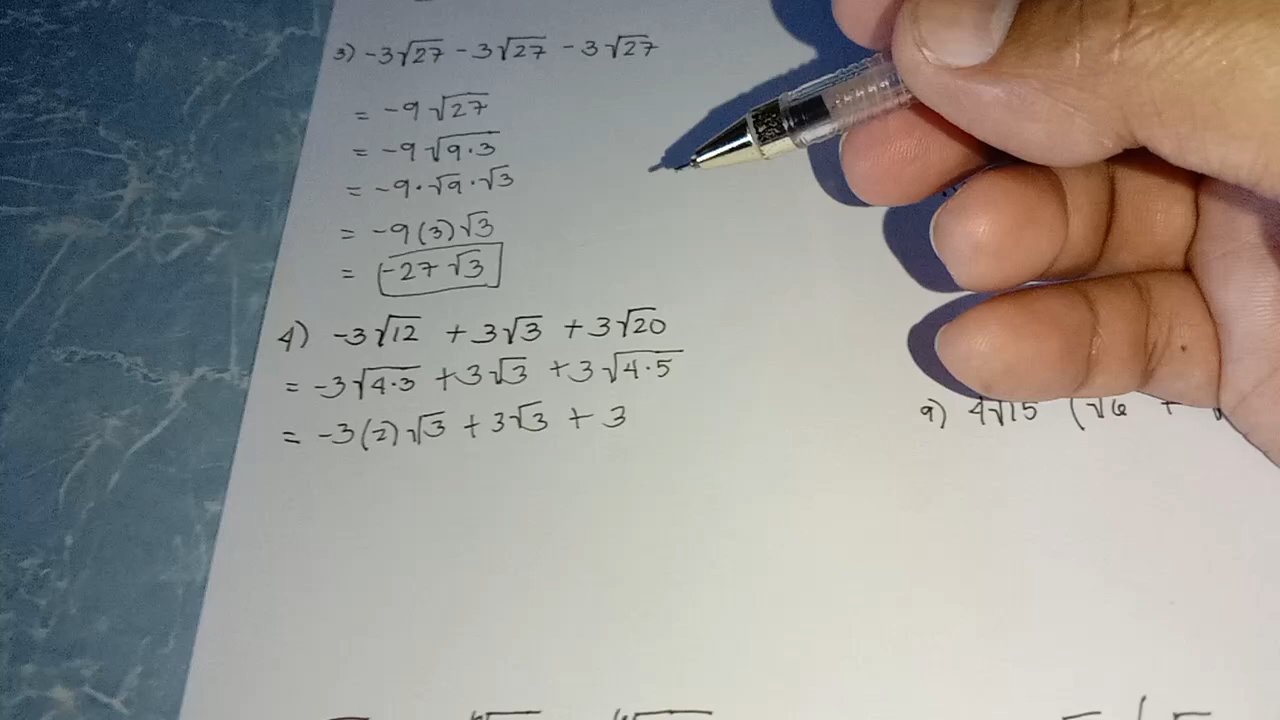 3) -3√27 - 3√27 - 3√27
= -9√27
= -9√9·3
= -9·√9·√3
= -9(3)√3
= -27√3
4) -3√12 + 3√3 + 3√20
= -3√4·3 + 3√3 + 3√4·5
= -3(2)√3 + 3√3 + 3
9) 4√15 (√6 +